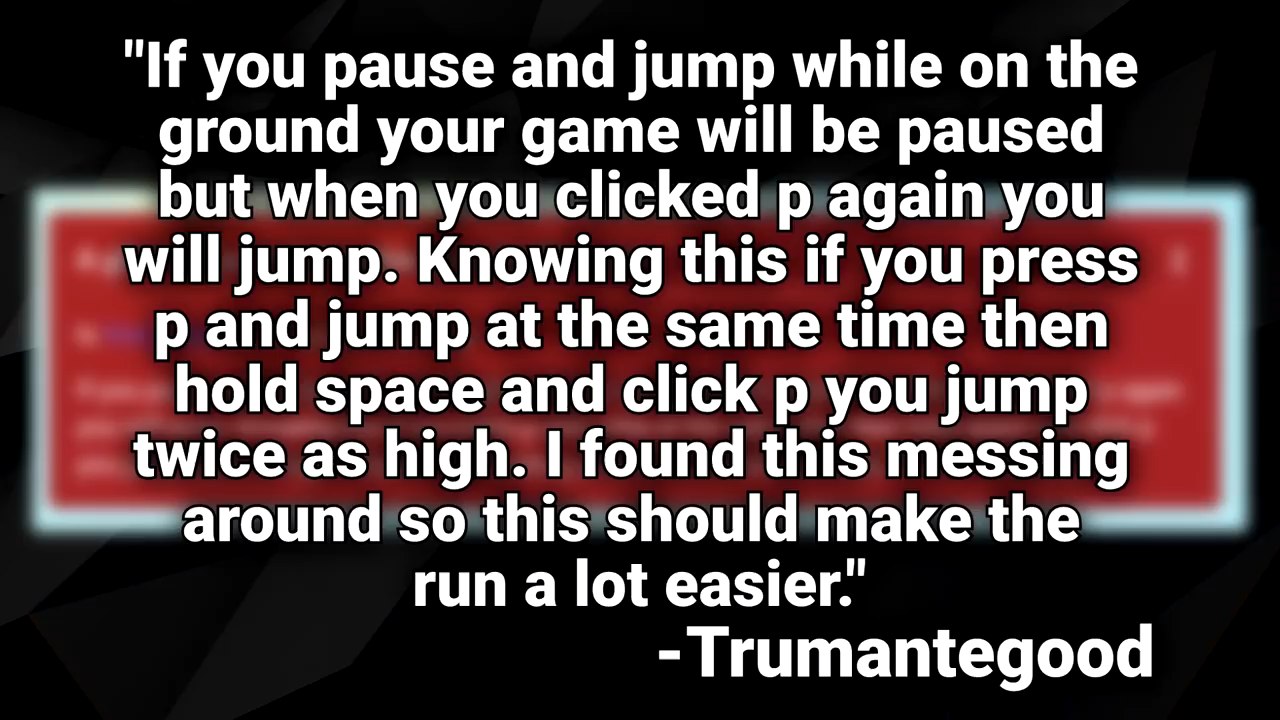 "If you pause and jump while on the
ground your game will be paused
but when you clicked p again you
will jump. Knowing this if you press
p and jump at the same time then
hold space and click p you jump
twice as high. I found this messing
around so this should make the
run a lot easier."
-Trumantegood